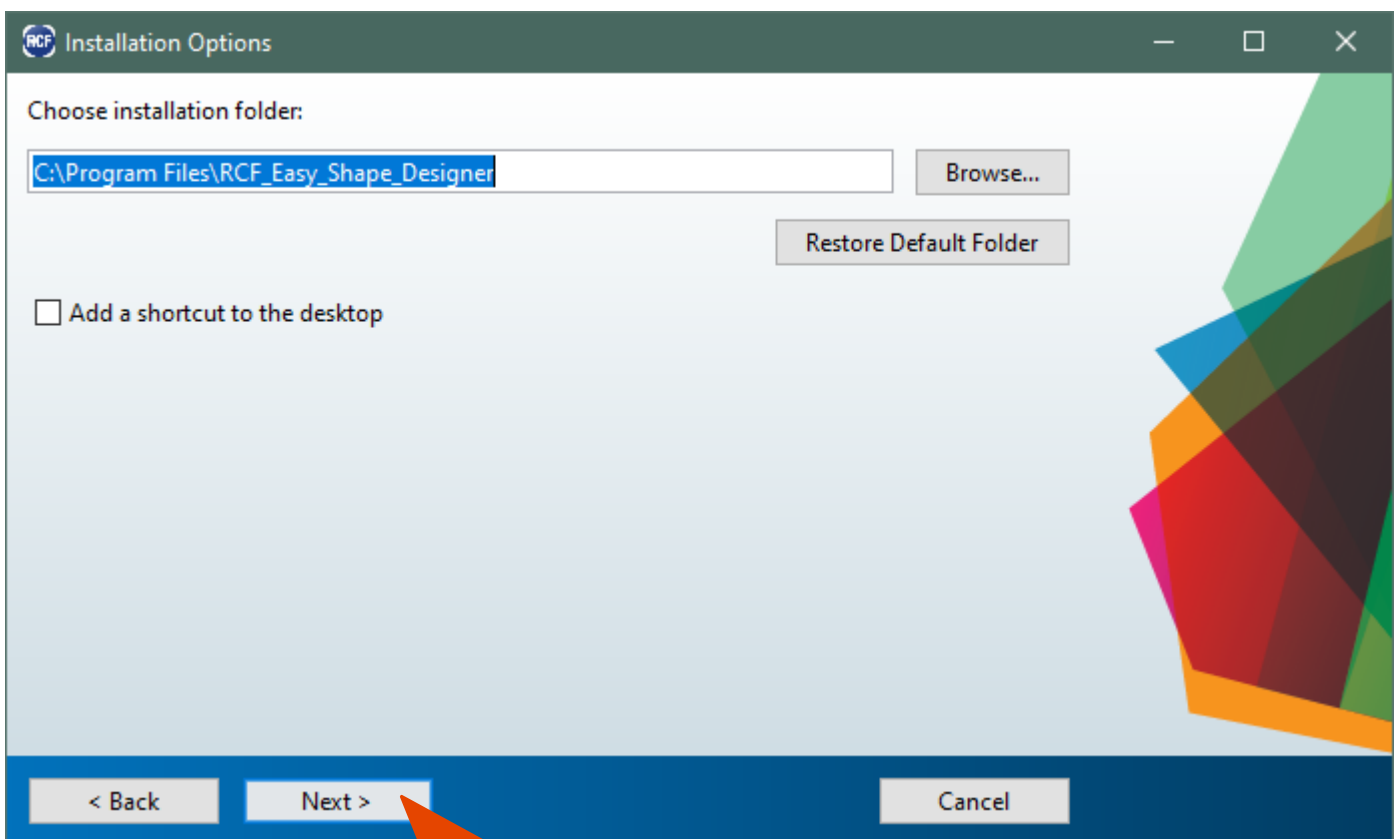 RCF Installation Options
Choose installation folder:
C:\Program Files\RCF_Easy_Shape_Designer
Browse...
Restore Default Folder
Add a shortcut to the desktop
< Back
Next >
Cancel